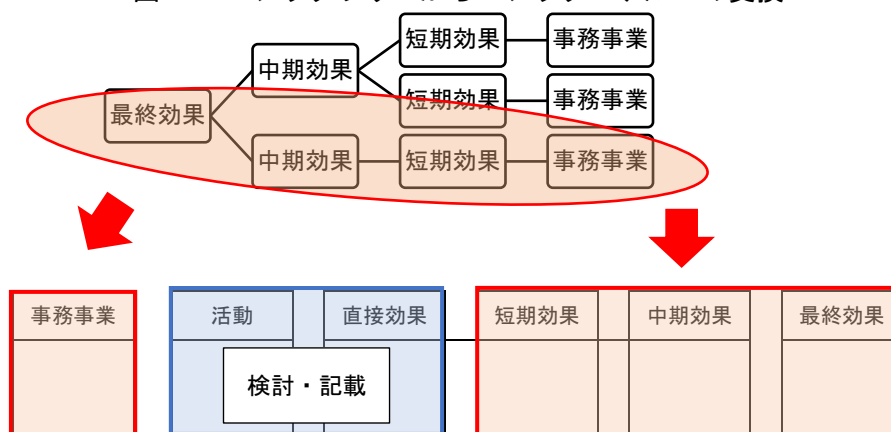 短期効果 事務事業
中期効果
短期効果 事務事業
最終効果
中期効果 短期効果 事務事業
事務事業 活動 直接効果 短期効果 中期効果 最終効果
検討・記載